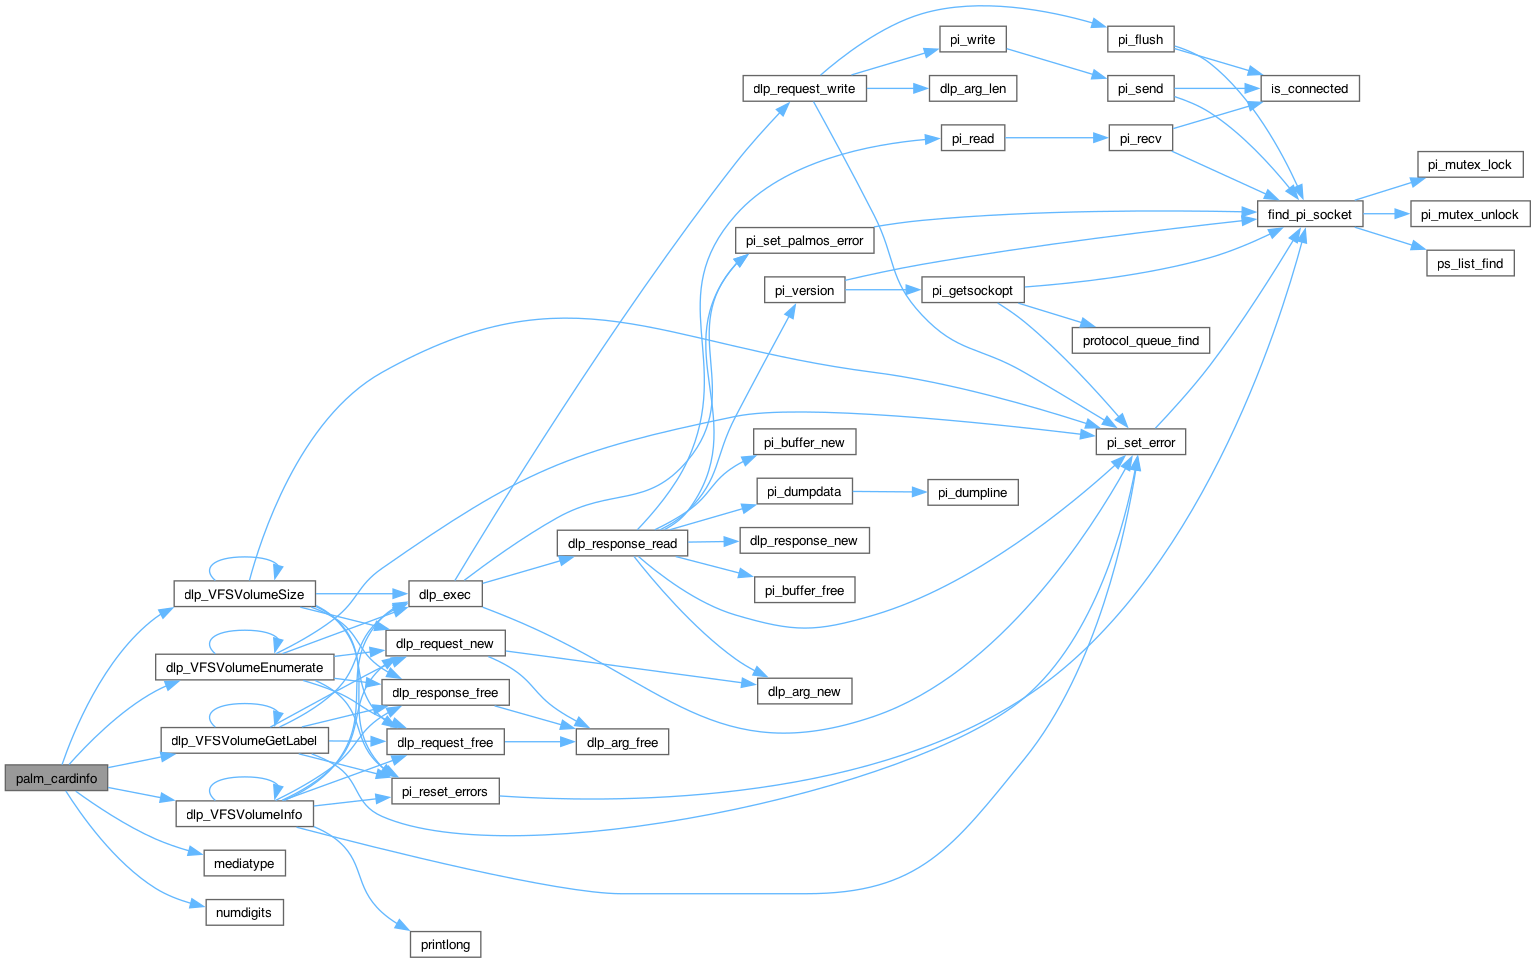 pi_write
pi_flush
dlp_request_write
dlp_arg_len
pi_send
is_connected
pi_read
pi_recv
pi_mutex_lock
find_pi_socket
pi_mutex_unlock
pi_set_palmos_error
ps_list_find
pi_version
pi_getsockopt
protocol_queue_find
pi_buffer_new
pi_set_error
pi_dumpdata
pi_dumpline
dlp_response_read
dlp_response_new
dlp_VFSVolumeSize
dlp_exec
pi_buffer_free
dlp_request_new
dlp_VFSVolumeEnumerate
dlp_response_free
dlp_arg_new
dlp_VFSVolumeGetLabel
dlp_request_free
dlp_arg_free
palm_cardinfo
pi_reset_errors
dlp_VFSVolumeInfo
mediatype
numdigits
printlong